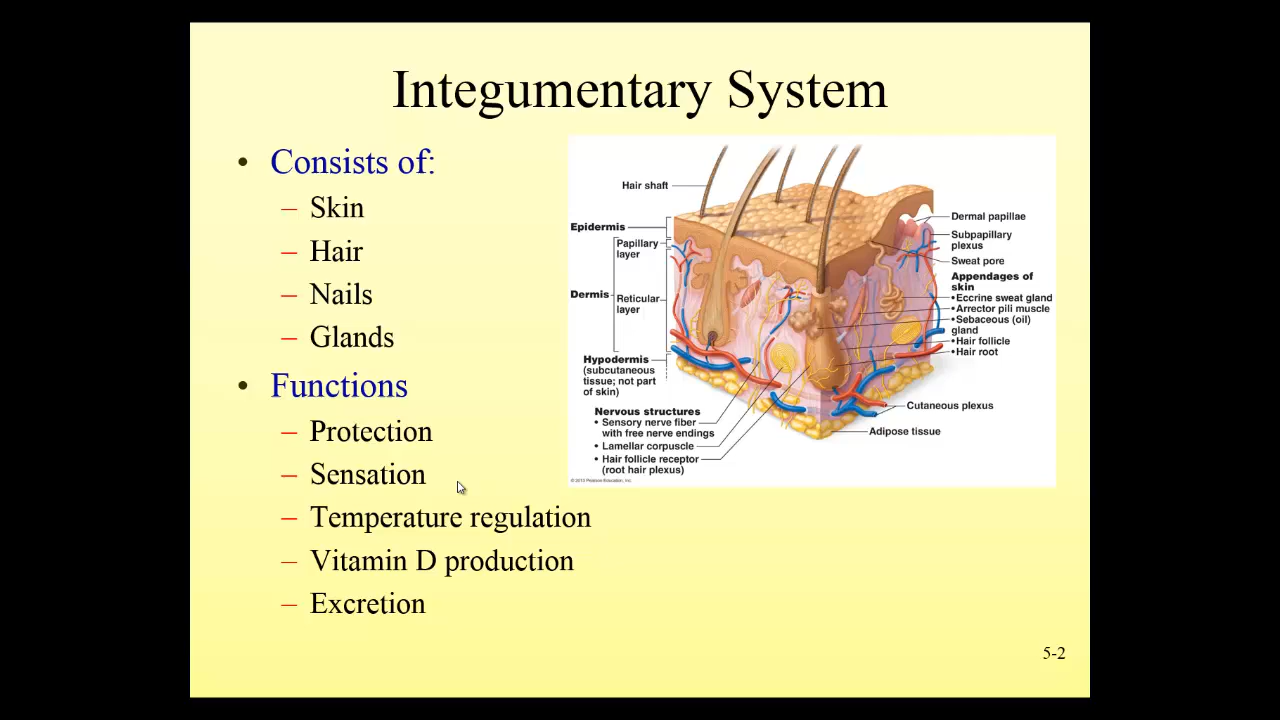 Integumentary System
• Consists of:
– Skin
– Hair
– Nails
– Glands
• Functions
– Protection
– Sensation
– Temperature regulation
– Vitamin D production
– Excretion
Hair shaft
Epidermis
Papillary
layer
Dermis
Reticular
layer
Hypodermis
(subcutaneous
tissue; not part
of skin)
Nervous structures
• Sensory nerve fiber
with free nerve endings
• Lamellar corpuscle
• Hair follicle receptor
(root hair plexus)
Dermal papillae
Subpapillary
plexus
Sweat pore
Appendages of
skin
• Eccrine sweat gland
• Arrector pili muscle
• Sebaceous (oil)
gland
• Hair follicle
• Hair root
Cutaneous plexus
Adipose tissue
© 2013 Pearson Education, Inc.
5-2